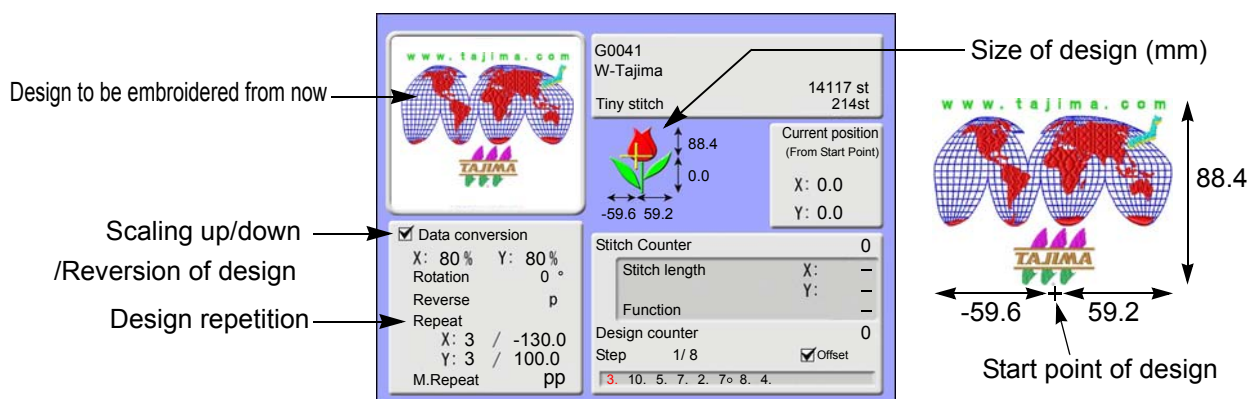 Design to be embroidered from now
Scaling up/down
/Reversion of design
Design repetition
www.tajima.com
TAJIMA
G0041
W-Tajima
14117 st
Tiny stitch 214st
88.4
0.0
-59.6 59.2
Current position
(From Start Point)
X: 0.0
Y: 0.0
Data conversion
X: 80% Y: 80%
Rotation 0 °
Reverse p
Repeat
X: 3 / -130.0
Y: 3 / 100.0
M.Repeat pp
Stitch Counter 0
Stitch length X: –
Y: –
Function –
Design counter 0
Step 1/ 8 Offset
3. 10. 5. 7. 2. 7○ 8. 4.
Size of design (mm)
www.tajima.com
TAJIMA
88.4
-59.6 59.2
Start point of design